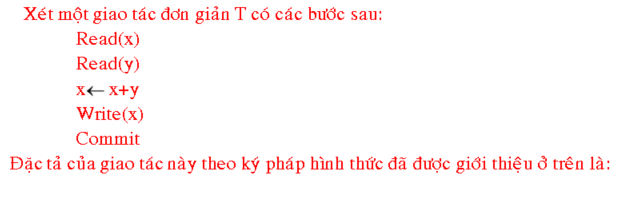 Xét một giao tác đơn giản T có các bước sau:
Read(x)
Read(y)
x← x+y
Write(x)
Commit
Đặc tả của giao tác này theo ký pháp hình thức đã được giới thiệu ở trên là: